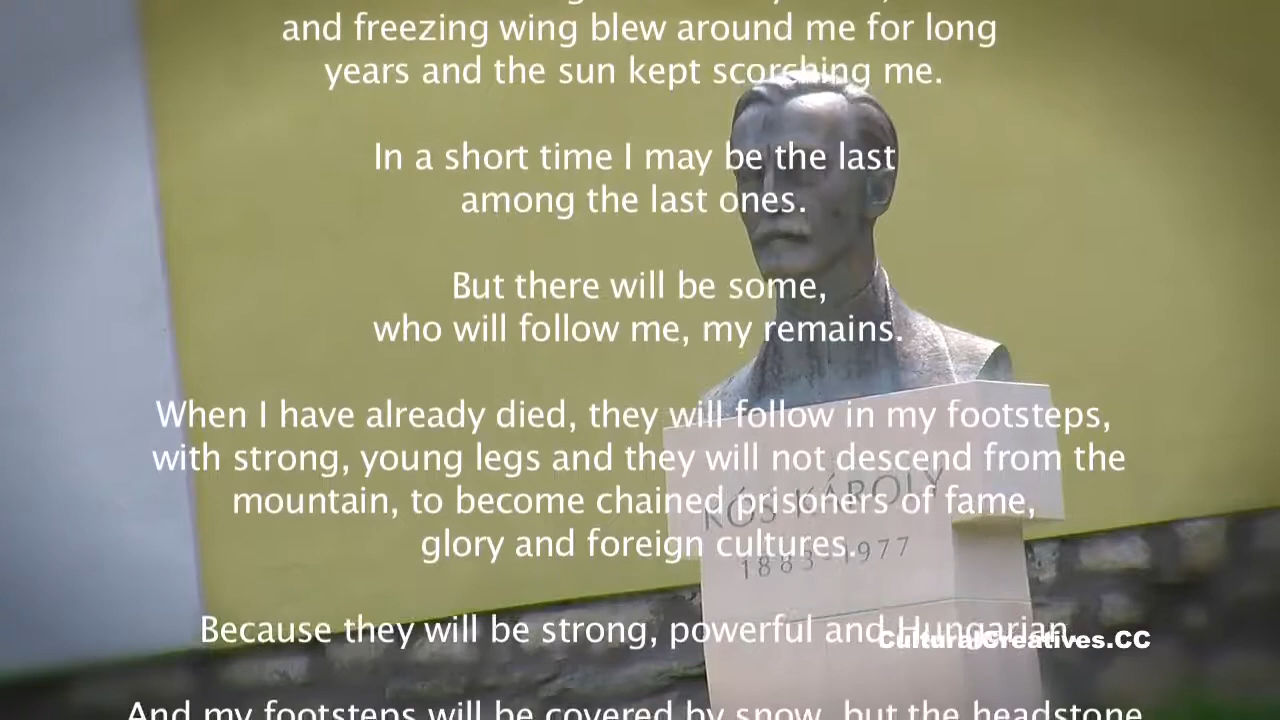 and freezing wing blew around me for long
years and the sun kept scorching me.
In a short time I may be the last
among the last ones.
But there will be some,
who will follow me, my remains.
When I have already died, they will follow in my footsteps,
with strong, young legs and they will not descend from the
mountain, to become chained prisoners of fame,
glory and foreign cultures.
KÓS KÁROLY
1883-1977
Because they will be strong, powerful and Hungarian.
CulturalCreatives.CC
And my footsteps will be covered by snow, but the headstone